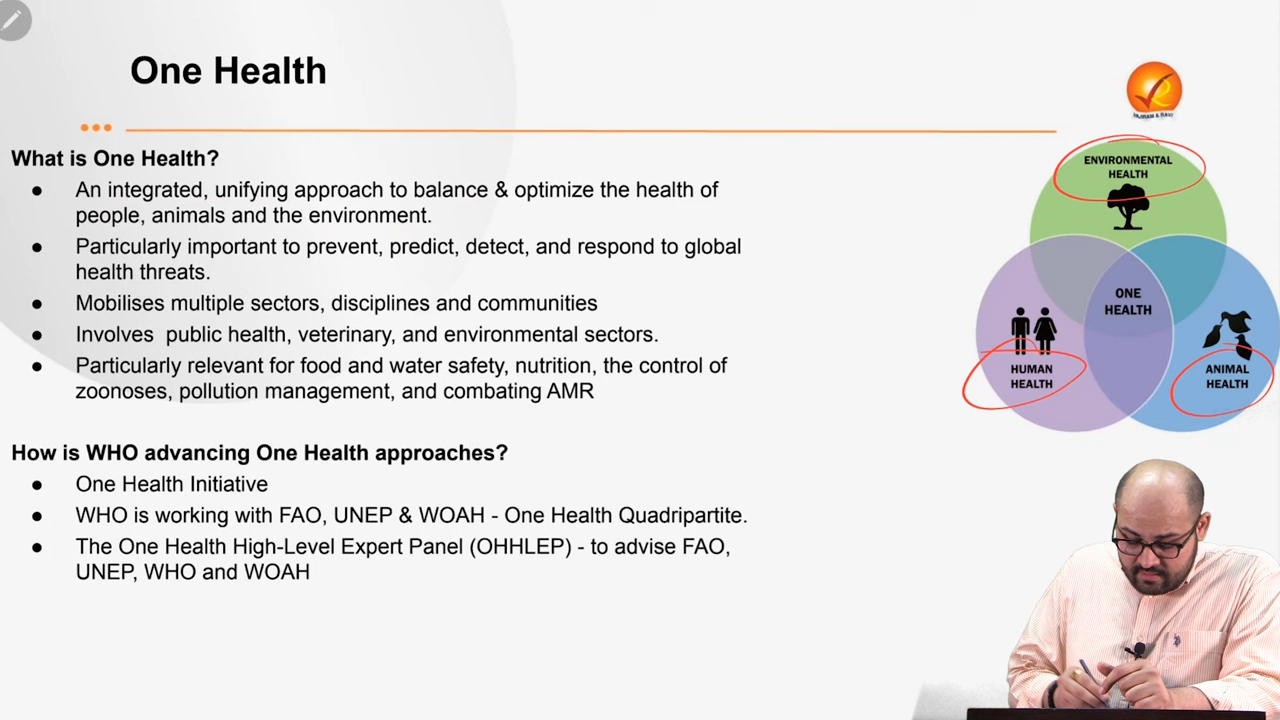 One Health
VAJIRAM & RAVI
What is One Health?
● An integrated, unifying approach to balance & optimize the health of
people, animals and the environment.
● Particularly important to prevent, predict, detect, and respond to global
health threats.
● Mobilises multiple sectors, disciplines and communities
● Involves public health, veterinary, and environmental sectors.
● Particularly relevant for food and water safety, nutrition, the control of
zoonoses, pollution management, and combating AMR
How is WHO advancing One Health approaches?
● One Health Initiative
● WHO is working with FAO, UNEP & WOAH - One Health Quadripartite.
● The One Health High-Level Expert Panel (OHHLEP) - to advise FAO,
UNEP, WHO and WOAH
ENVIRONMENTAL
HEALTH
ONE
HEALTH
HUMAN
HEALTH
ANIMAL
HEALTH